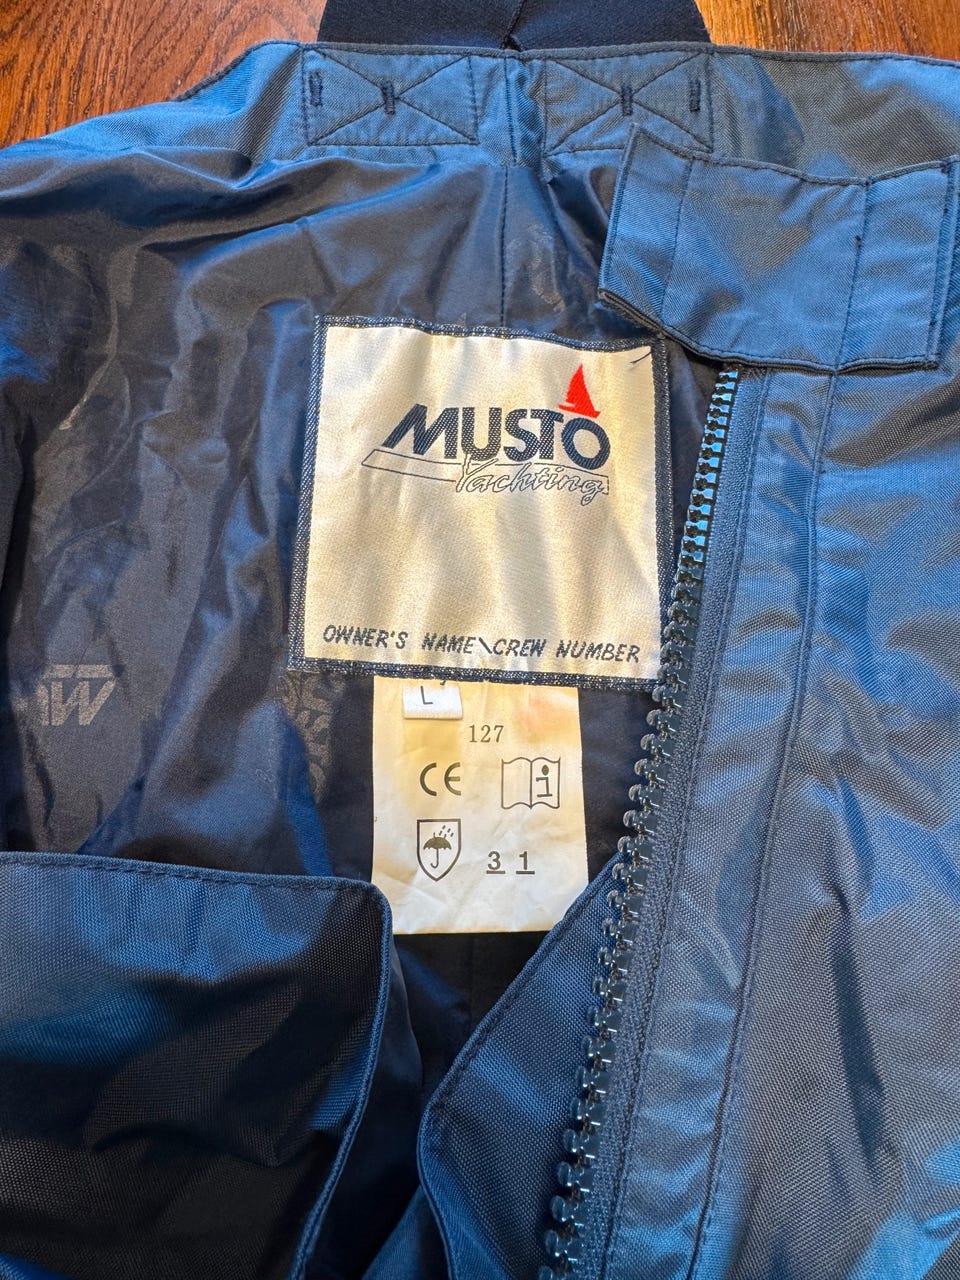 MUSTO
Yachting
OWNER'S NAME\CREW NUMBER
L
127
CE
i
3 1